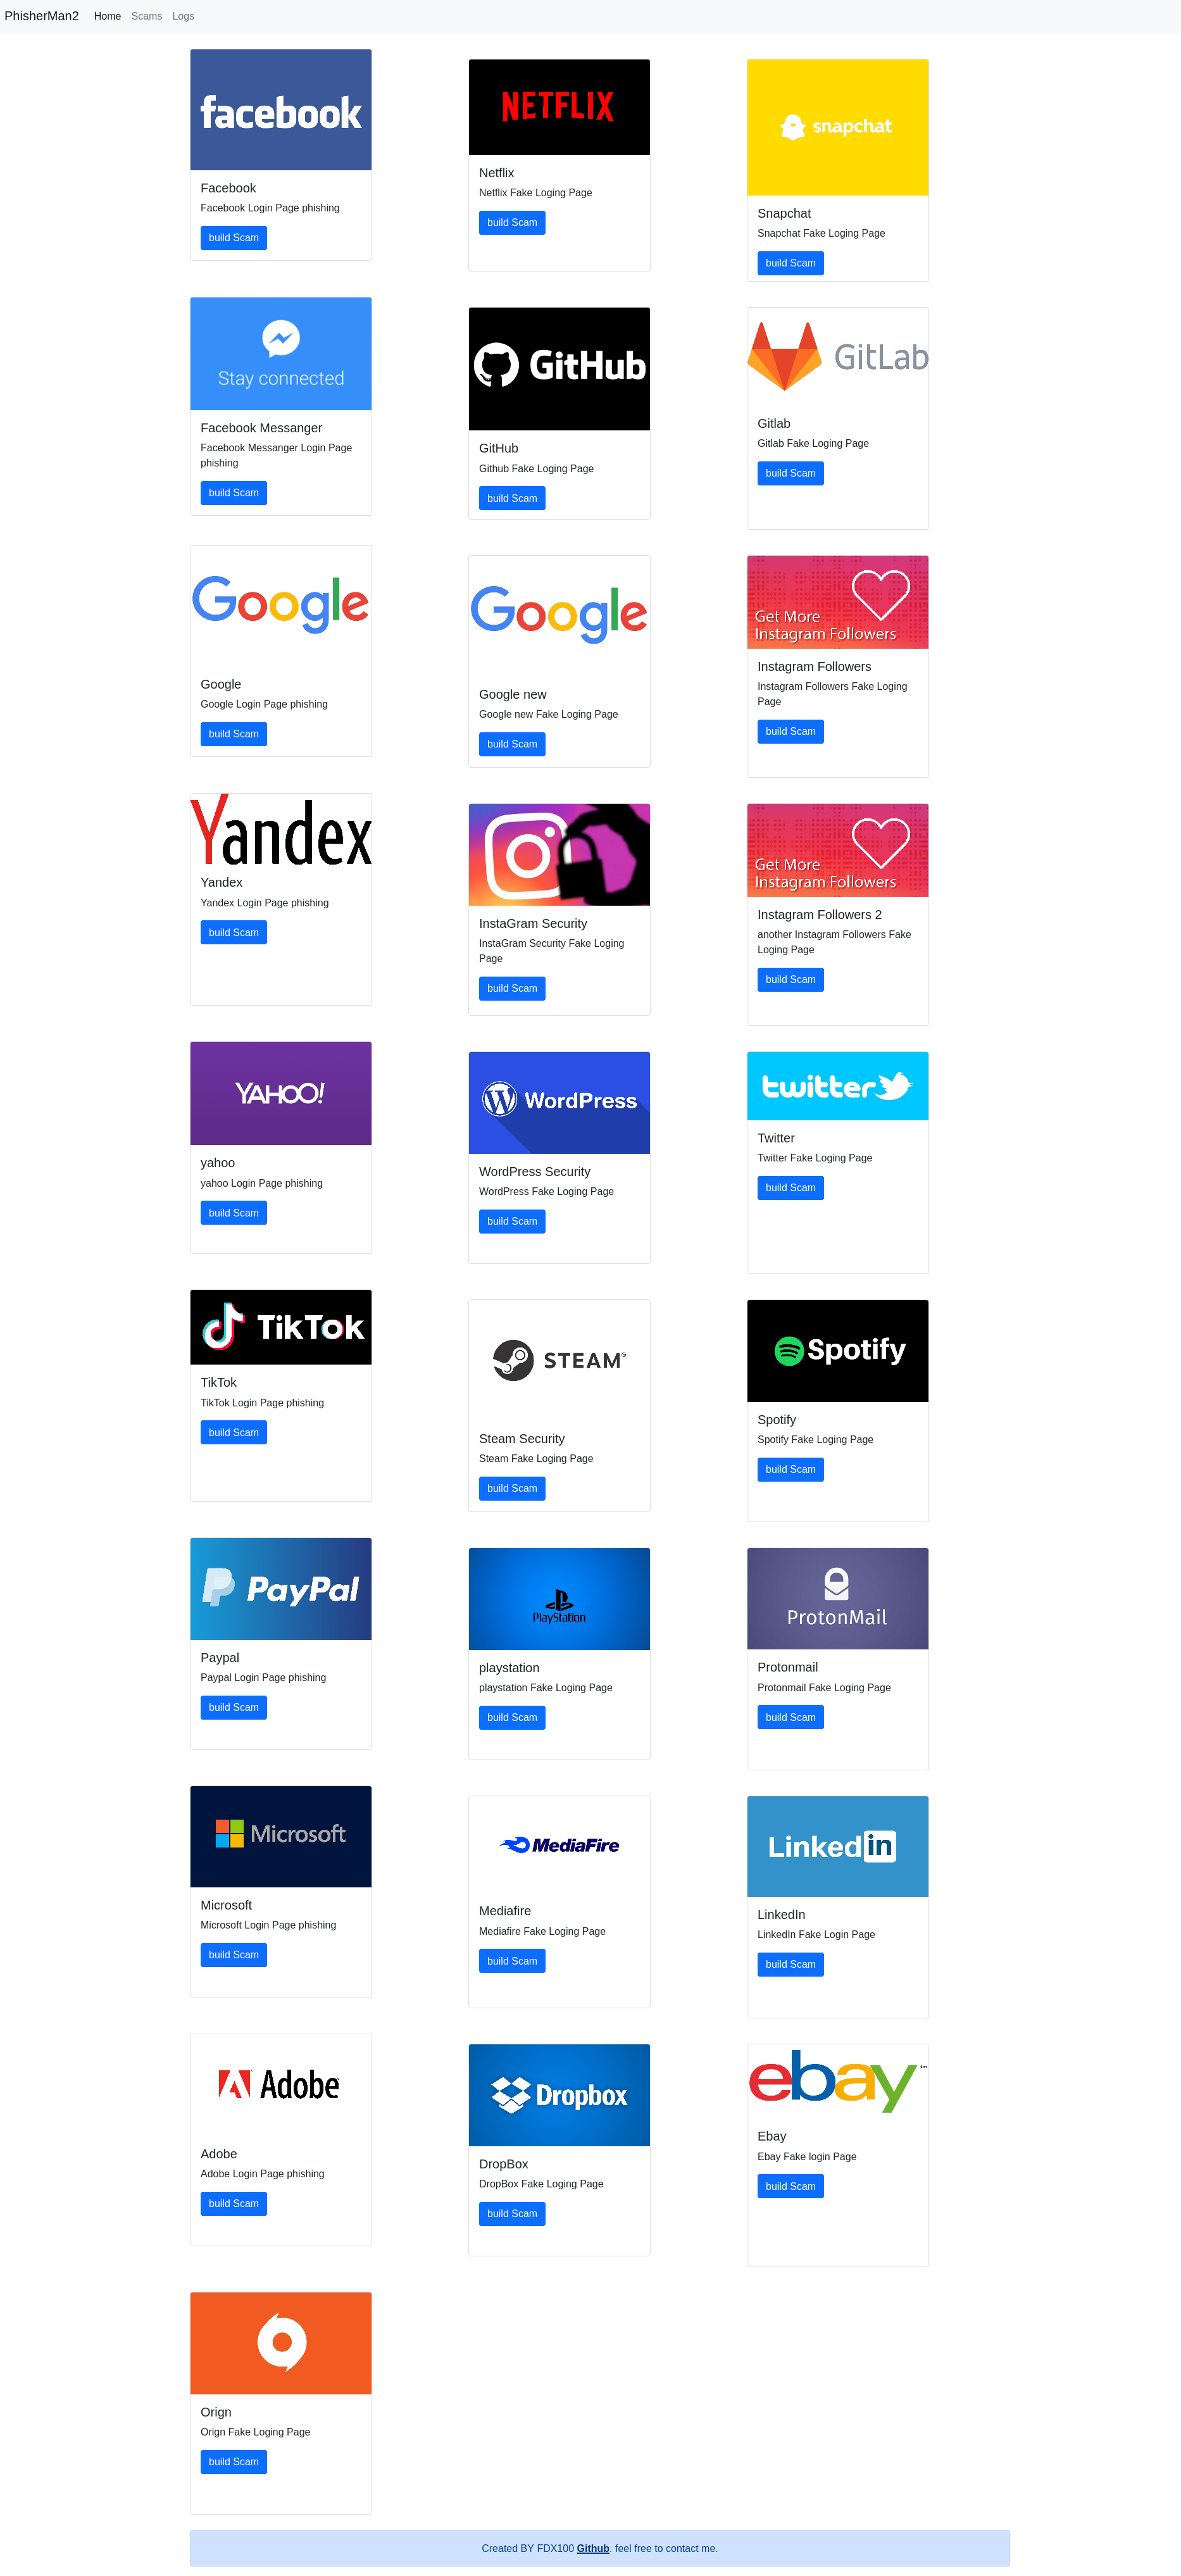 PhisherMan2 Home Scams Logs
facebook
Facebook
Facebook Login Page phishing
build Scam
NETFLIX
Netflix
Netflix Fake Loging Page
build Scam
snapchat
Snapchat
Snapchat Fake Loging Page
build Scam
Stay connected
Facebook Messanger
Facebook Messanger Login Page
phishing
build Scam
GitHub
GitHub
Github Fake Loging Page
build Scam
GitLab
Gitlab
Gitlab Fake Loging Page
build Scam
Google
Google
Google Login Page phishing
build Scam
Google
Google new
Google new Fake Loging Page
build Scam
Get More
Instagram Followers
Instagram Followers
Instagram Followers Fake Loging
Page
build Scam
Yandex
Yandex
Yandex Login Page phishing
build Scam
InstaGram Security
InstaGram Security Fake Loging
Page
build Scam
Get More
Instagram Followers
Instagram Followers 2
another Instagram Followers Fake
Loging Page
build Scam
YAHOO!
yahoo
yahoo Login Page phishing
build Scam
WordPress
WordPress Security
WordPress Fake Loging Page
build Scam
twitter
Twitter
Twitter Fake Loging Page
build Scam
TikTok
TikTok
TikTok Login Page phishing
build Scam
STEAM®
Steam Security
Steam Fake Loging Page
build Scam
Spotify
Spotify
Spotify Fake Loging Page
build Scam
PayPal
Paypal
Paypal Login Page phishing
build Scam
PlayStation
playstation
playstation Fake Loging Page
build Scam
ProtonMail
Protonmail
Protonmail Fake Loging Page
build Scam
Microsoft
Microsoft
Microsoft Login Page phishing
build Scam
MediaFire
Mediafire
Mediafire Fake Loging Page
build Scam
Linkedin
LinkedIn
LinkedIn Fake Login Page
build Scam
Adobe
Adobe
Adobe Login Page phishing
build Scam
Dropbox
DropBox
DropBox Fake Loging Page
build Scam
ebay
Ebay
Ebay Fake login Page
build Scam
Orign
Orign Fake Loging Page
build Scam
Created BY FDX100 Github. feel free to contact me.